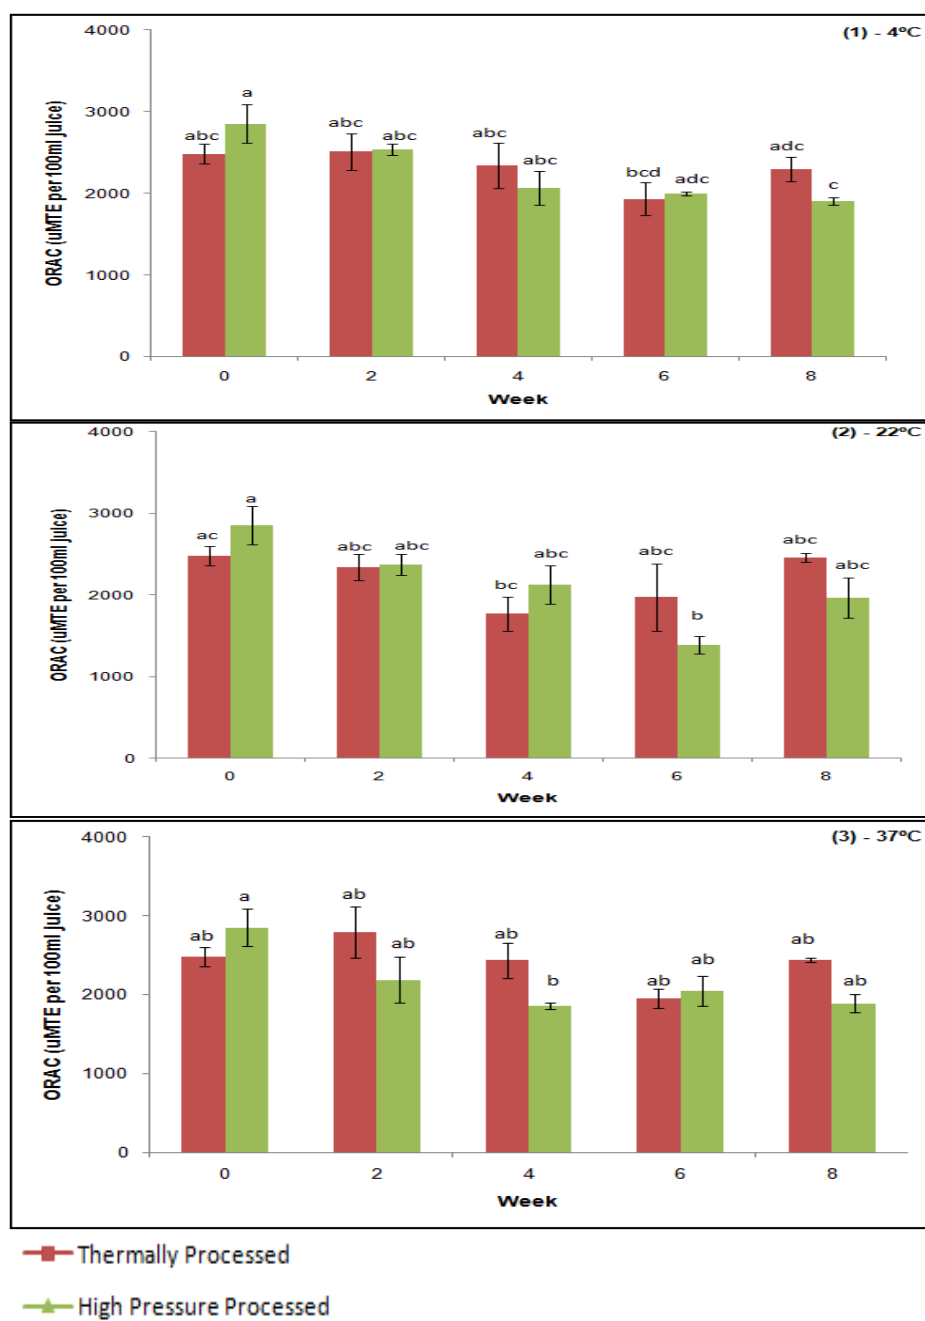 (1) - 4ºC
ORAC (uMTE per 100ml juice)
4000
3000
2000
1000
0
abc a abc abc abc abc bcd adc adc c
0 2 4 6 8
Week
(2) - 22ºC
ORAC (uMTE per 100ml juice)
4000
3000
2000
1000
0
ac a abc abc bc abc abc b abc abc
0 2 4 6 8
Week
(3) - 37ºC
ORAC (uMTE per 100ml juice)
4000
3000
2000
1000
0
ab a ab ab ab b ab ab ab ab
0 2 4 6 8
Week
Thermally Processed
High Pressure Processed